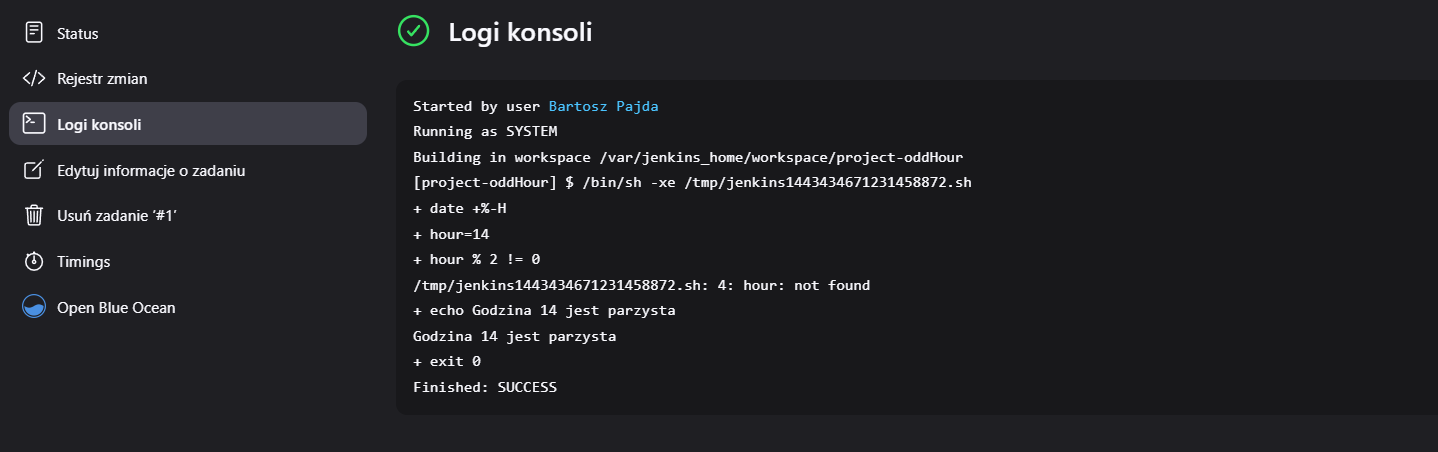 Status
Rejestr zmian
Logi konsoli
Edytuj informacje o zadaniu
Usuń zadanie '#1'
Timings
Open Blue Ocean
Logi konsoli
Started by user Bartosz Pajda
Running as SYSTEM
Building in workspace /var/jenkins_home/workspace/project-oddHour
[project-oddHour] $ /bin/sh -xe /tmp/jenkins1443434671231458872.sh
+ date +%-H
+ hour=14
+ hour % 2 != 0
/tmp/jenkins1443434671231458872.sh: 4: hour: not found
+ echo Godzina 14 jest parzysta
Godzina 14 jest parzysta
+ exit 0
Finished: SUCCESS